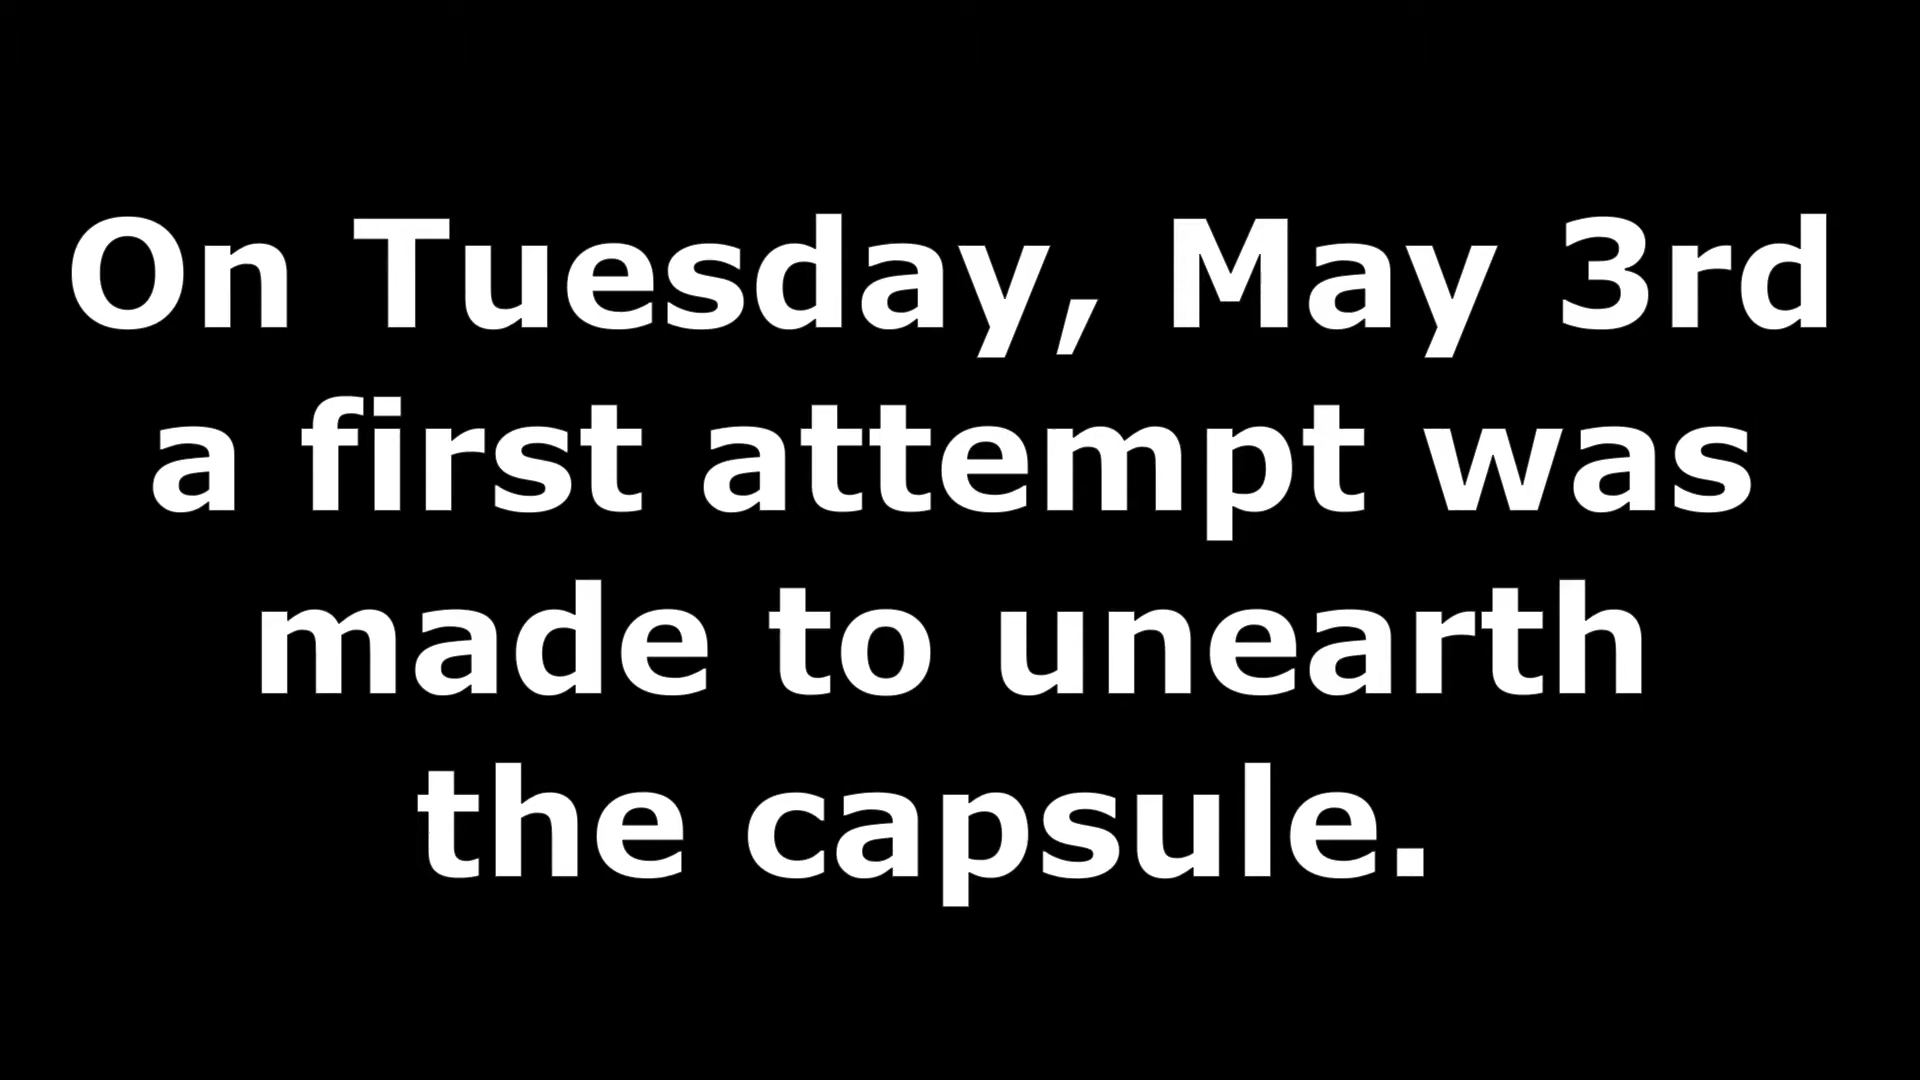 On Tuesday, May 3rd
a first attempt was
made to unearth
the capsule.